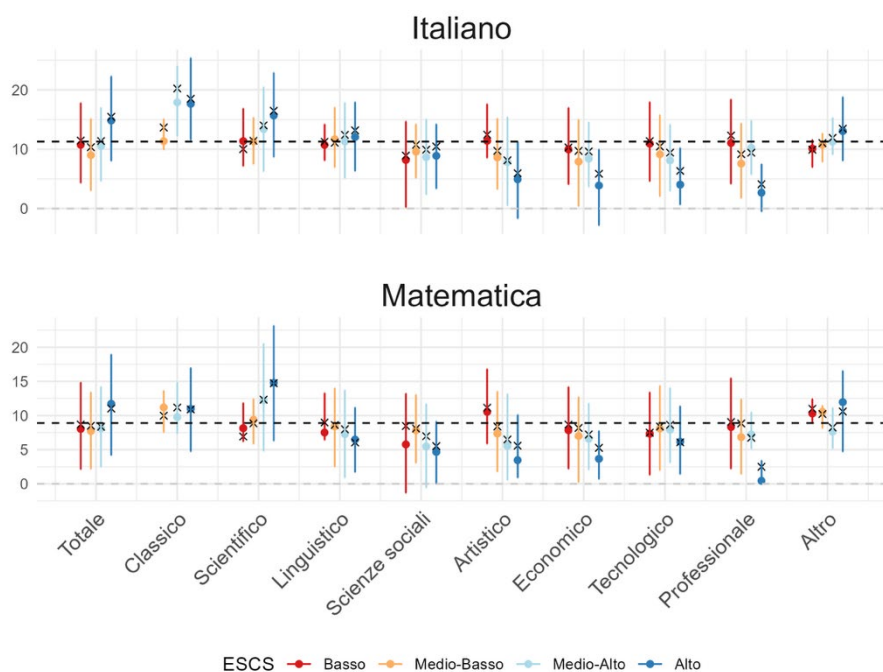 Italiano
20
10
0
Matematica
20
15
10
5
0
Totale
Classico
Scientifico
Linguistico
Scienze sociali
Artistico
Economico
Tecnologico
Professionale
Altro
ESCS Basso Medio-Basso Medio-Alto Alto